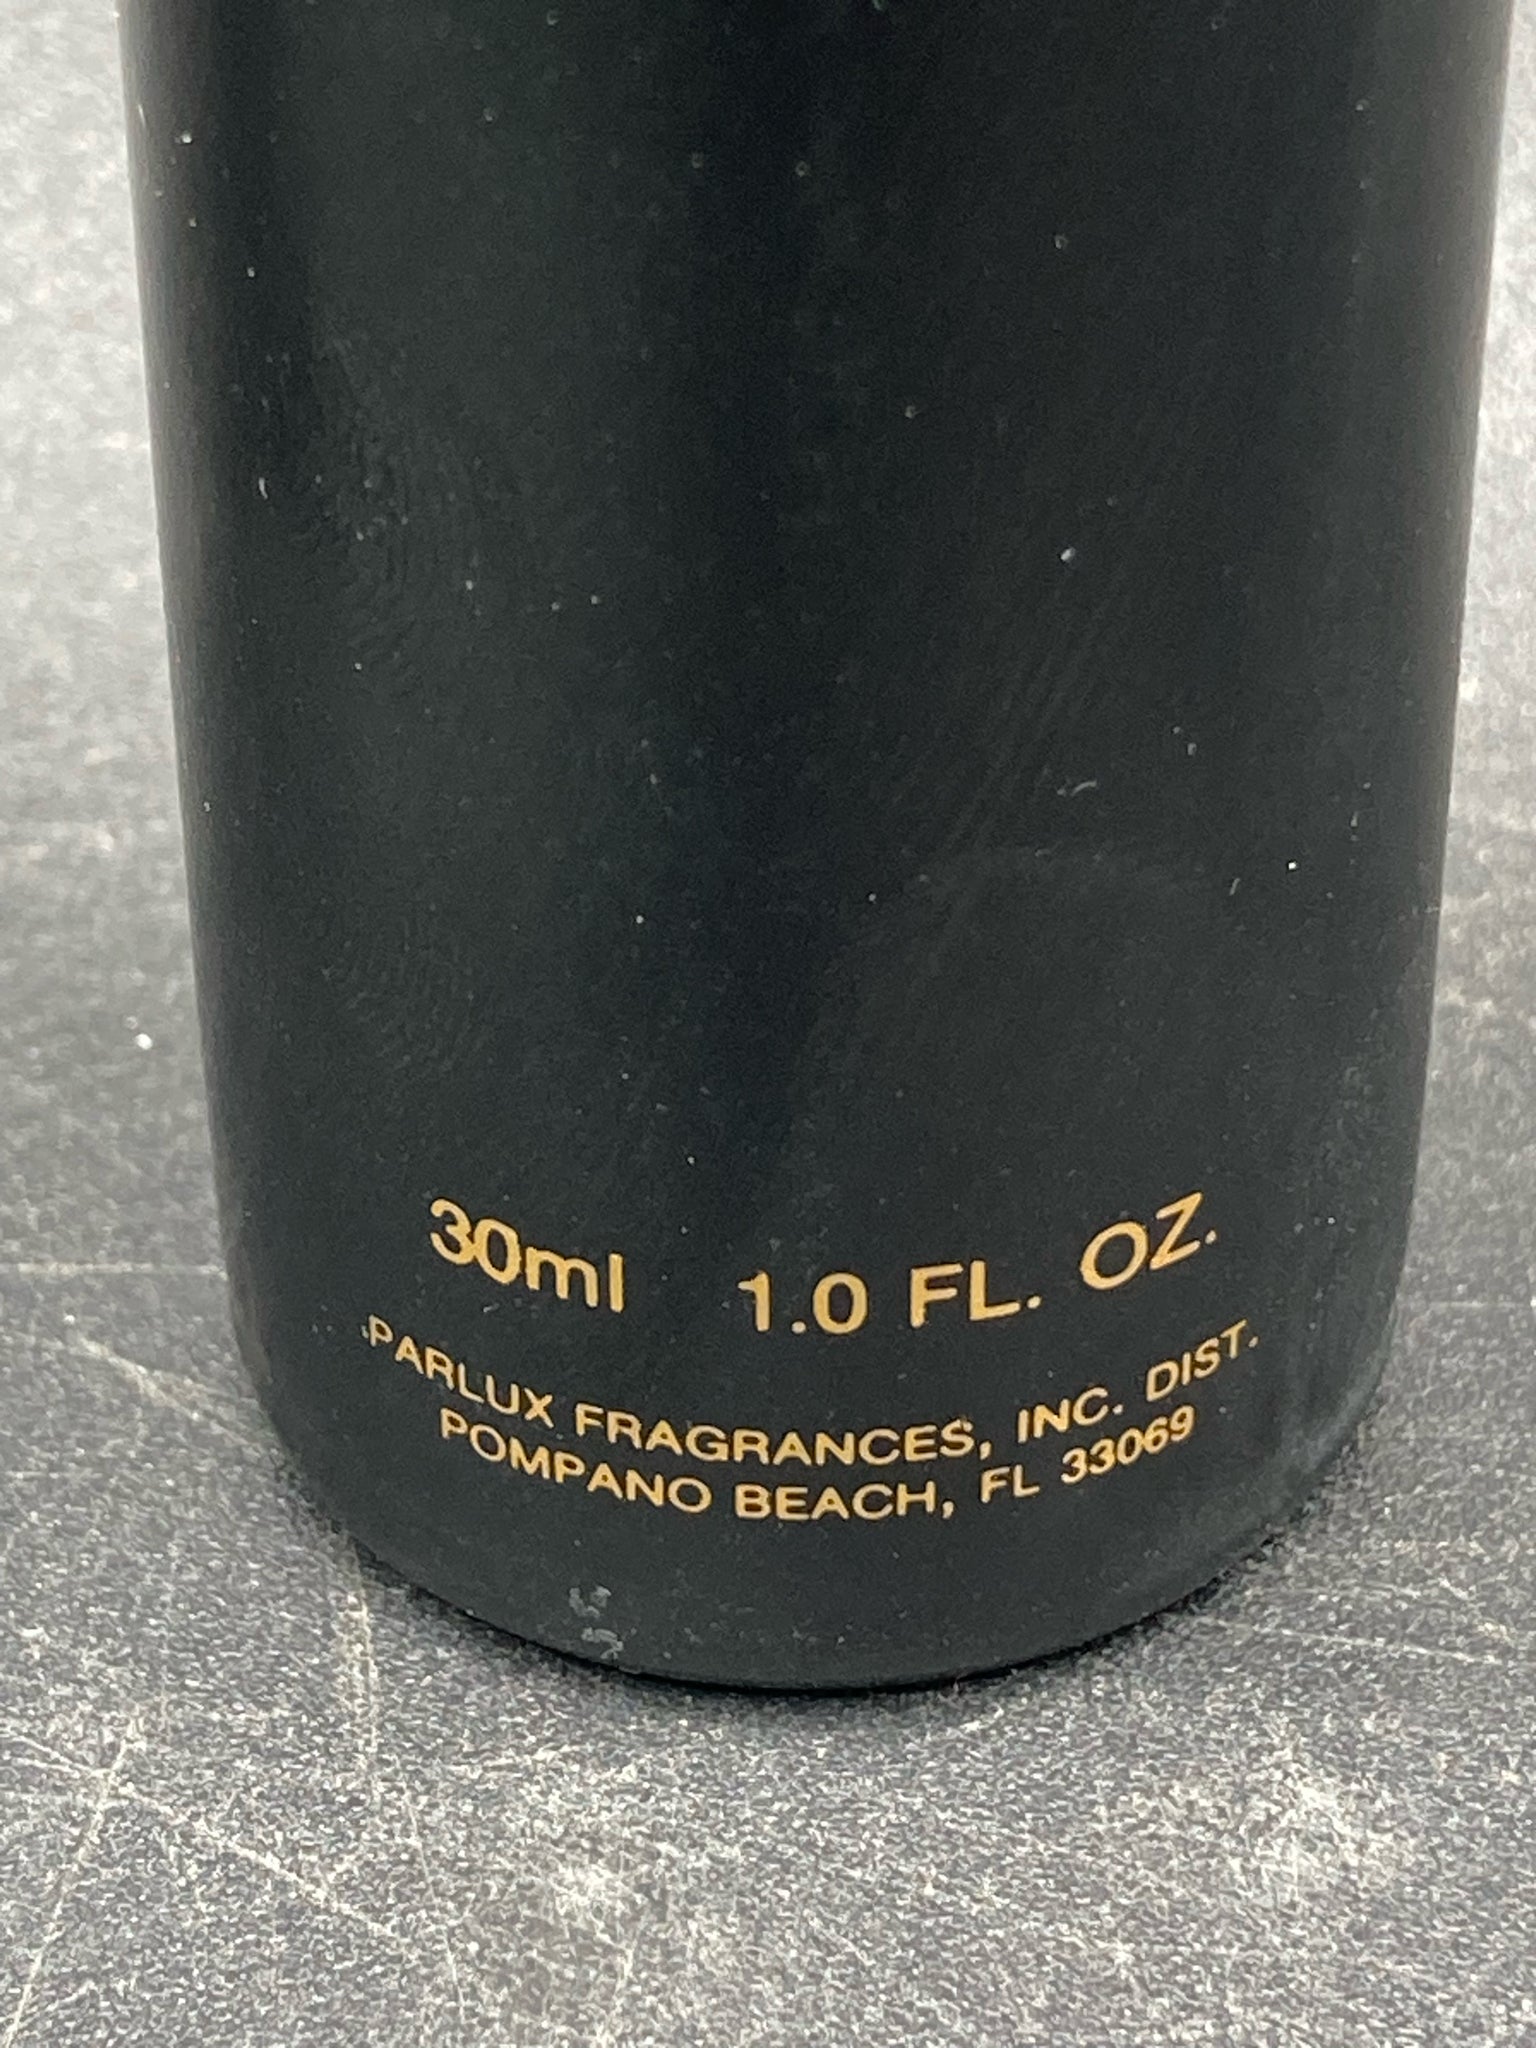 30ml 1.0 FL. OZ.
PARLUX FRAGRANCES, INC. DIST.
POMPANO BEACH, FL 33069